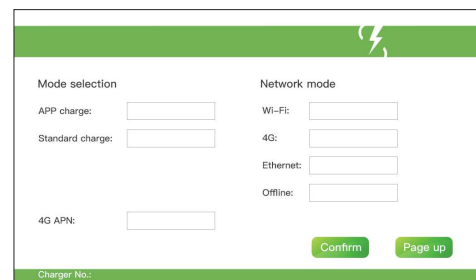 Mode selection
APP charge:
Standard charge:
4G APN:
Network mode
Wi-Fi:
4G:
Ethernet:
Offline:
Confirm
Page up
Charger No.: